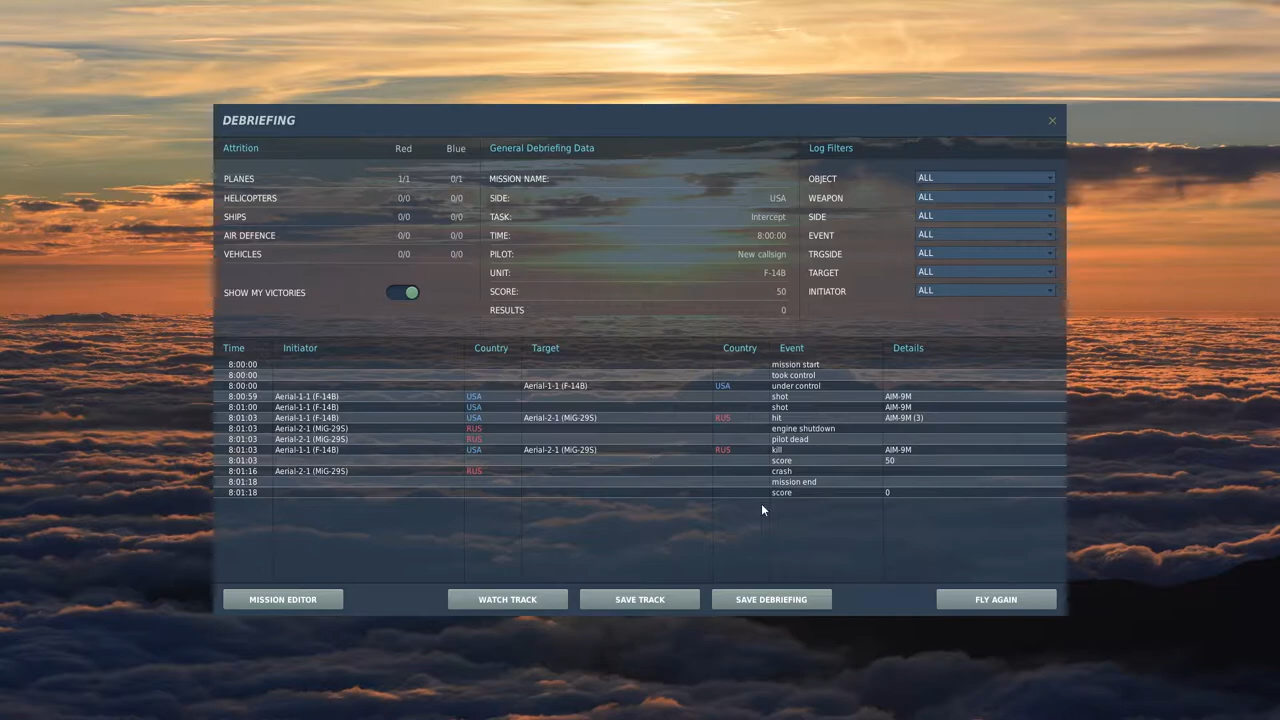 DEBRIEFING ×
Attrition Red Blue General Debriefing Data Log Filters
PLANES 1/1 0/1 MISSION NAME: OBJECT ALL
HELICOPTERS 0/0 0/0 SIDE: USA WEAPON ALL
SHIPS 0/0 0/0 TASK: Intercept SIDE ALL
AIR DEFENCE 0/0 0/0 TIME: 8:00:00 EVENT ALL
VEHICLES 0/0 0/0 PILOT: New callsign TRGSIDE ALL
UNIT: F-14B TARGET ALL
SHOW MY VICTORIES SCORE: 50 INITIATOR ALL
RESULTS 0
Time Initiator Country Target Country Event Details
8:00:00 mission start
8:00:00 took control
8:00:00 Aerial-1-1 (F-14B) USA under control
8:00:59 Aerial-1-1 (F-14B) USA shot AIM-9M
8:01:00 Aerial-1-1 (F-14B) USA shot AIM-9M
8:01:03 Aerial-1-1 (F-14B) USA Aerial-2-1 (MiG-29S) RUS hit AIM-9M (3)
8:01:03 Aerial-2-1 (MiG-29S) RUS engine shutdown
8:01:03 Aerial-2-1 (MiG-29S) RUS pilot dead
8:01:03 Aerial-1-1 (F-14B) USA Aerial-2-1 (MiG-29S) RUS kill AIM-9M
8:01:03 score 50
8:01:16 Aerial-2-1 (MiG-29S) RUS crash
8:01:18 mission end
8:01:18 score 0
MISSION EDITOR WATCH TRACK SAVE TRACK SAVE DEBRIEFING FLY AGAIN